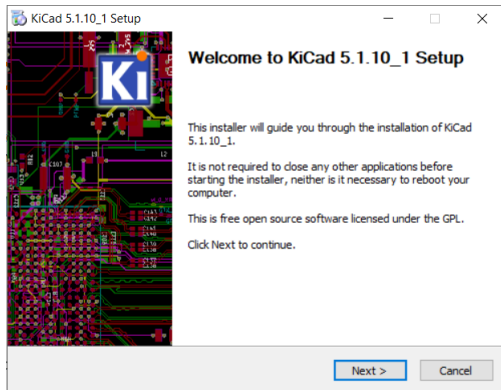 KiCad 5.1.10_1 Setup
Ki
Welcome to KiCad 5.1.10_1 Setup
This installer will guide you through the installation of KiCad
5.1.10_1.
It is not required to close any other applications before
starting the installer, neither is it necessary to reboot your
computer.
This is free open source software licensed under the GPL.
Click Next to continue.
Next >
Cancel